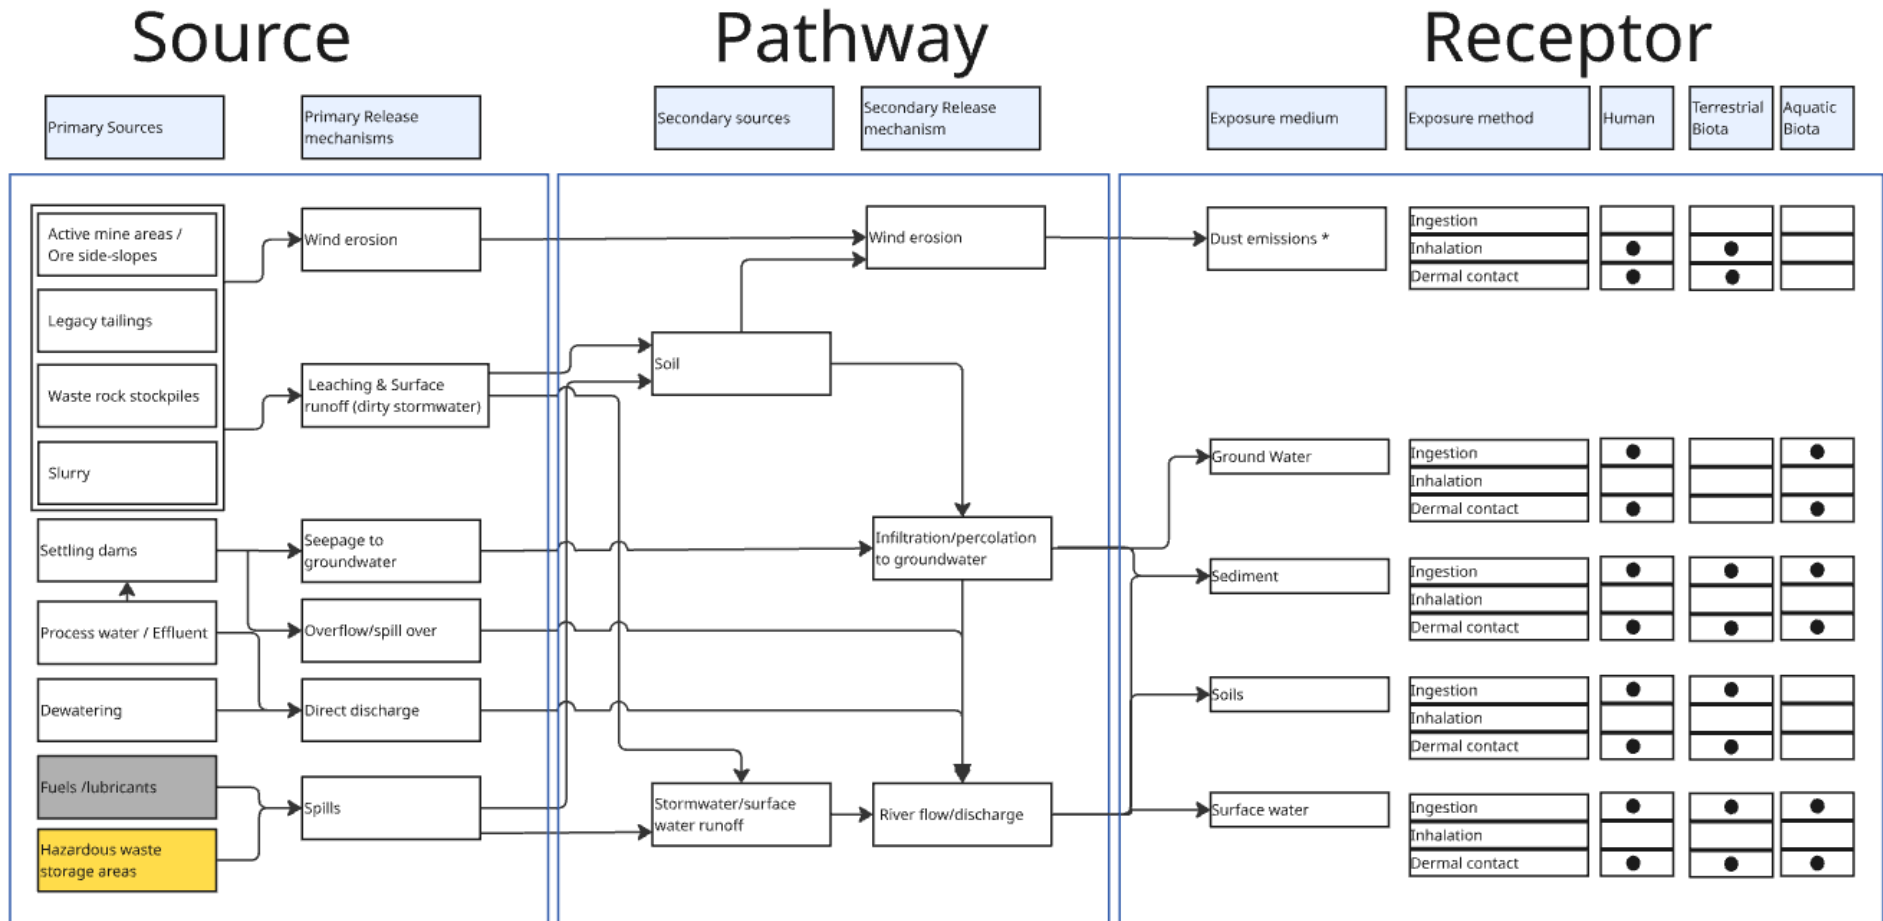 Source
Pathway
Receptor
Primary Sources
Primary Release
mechanisms
Secondary sources
Secondary Release
mechanism
Exposure medium
Exposure method
Human
Terrestrial
Biota
Aquatic
Biota
Active mine areas /
Ore side-slopes
Legacy tailings
Waste rock stockpiles
Slurry
Settling dams
Process water / Effluent
Dewatering
Fuels /lubricants
Hazardous waste
storage areas
Wind erosion
Leaching & Surface
runoff (dirty stormwater)
Seepage to
groundwater
Overflow/spill over
Direct discharge
Spills
Soil
Stormwater/surface
water runoff
Wind erosion
Infiltration/percolation
to groundwater
River flow/discharge
Dust emissions *
Ingestion
Inhalation
Dermal contact
Ground Water
Ingestion
Inhalation
Dermal contact
Sediment
Ingestion
Inhalation
Dermal contact
Soils
Ingestion
Inhalation
Dermal contact
Surface water
Ingestion
Inhalation
Dermal contact